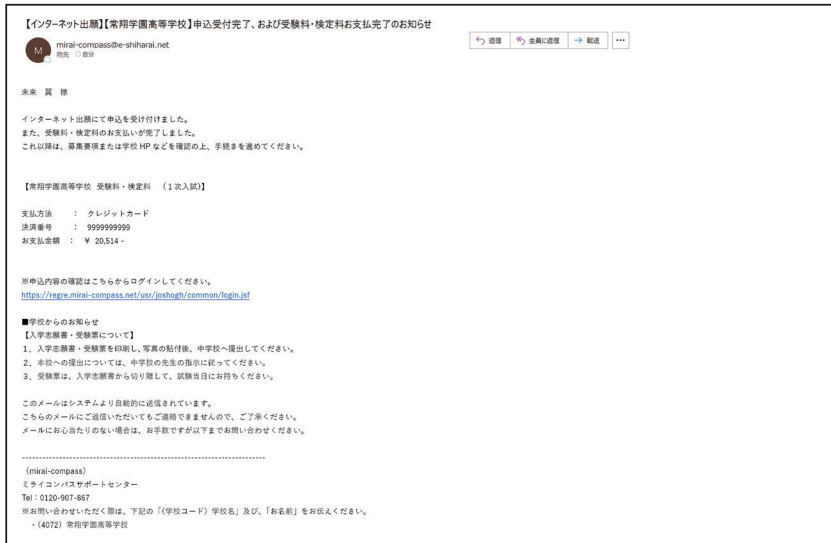 【インターネット出願】【常翔学園高等学校】申込受付完了、および受験料・検定料お支払完了のお知らせ
M
mirai-compass@e-shiharai.net
宛先 ○自分
返信 全員に返信 転送 …
未来 翼 様
インターネット出願にて申込を受け付けました。
また、受験料・検定料のお支払いが完了しました。
これ以降は、募集要項または学校 HP などを確認の上、手続きを進めてください。
【常翔学園高等学校 受験料・検定料 （1次入試）】
支払方法 ： クレジットカード
決済番号 ： 9999999999
お支払金額 ： ¥ 20,514 -
※申込内容の確認はこちらからログインしてください。
https://regre.mirai-compass.net/usr/joshogh/common/login.jsf
■学校からのお知らせ
【入学志願書・受験票について】
1．入学志願書・受験票を印刷し、写真の貼付後、中学校へ提出してください。
2．本校への提出については、中学校の先生の指示に従ってください。
3．受験票は、入学志願書から切り離して、試験当日にお持ちください。
このメールはシステムより自動的に送信されています。
こちらのメールにご返信いただいてもご連絡できませんので、ご了承ください。
メールにお心当たりのない場合は、お手数ですが以下までお問い合わせください。
------------------------------------------------------------------------
（mirai-compass）
ミライコンパスサポートセンター
Tel：0120-907-867
※お問い合わせいただく際は、下記の「(学校コード) 学校名」及び、「お名前」をお伝えください。
・(4072) 常翔学園高等学校